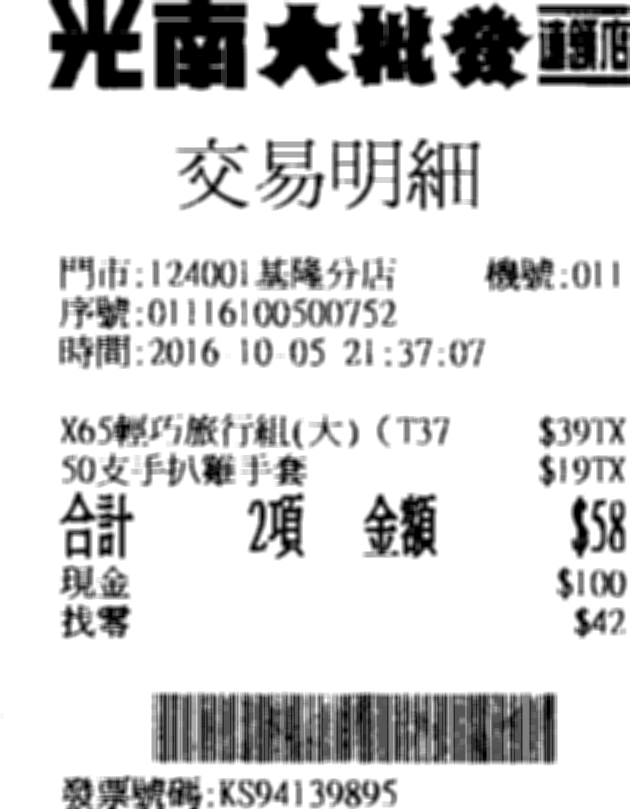 光南大批發 連鎖店
交易明細
門市:124001基隆分店 機號:011
序號:01116100500752
時間:2016-10-05 21:37:07
X65輕巧旅行組(大)(T37 $39TX
50支手扒雞手套 $19TX
合計 2項 金額 $58
現金 $100
找零 $42
發票號碼:KS94139895